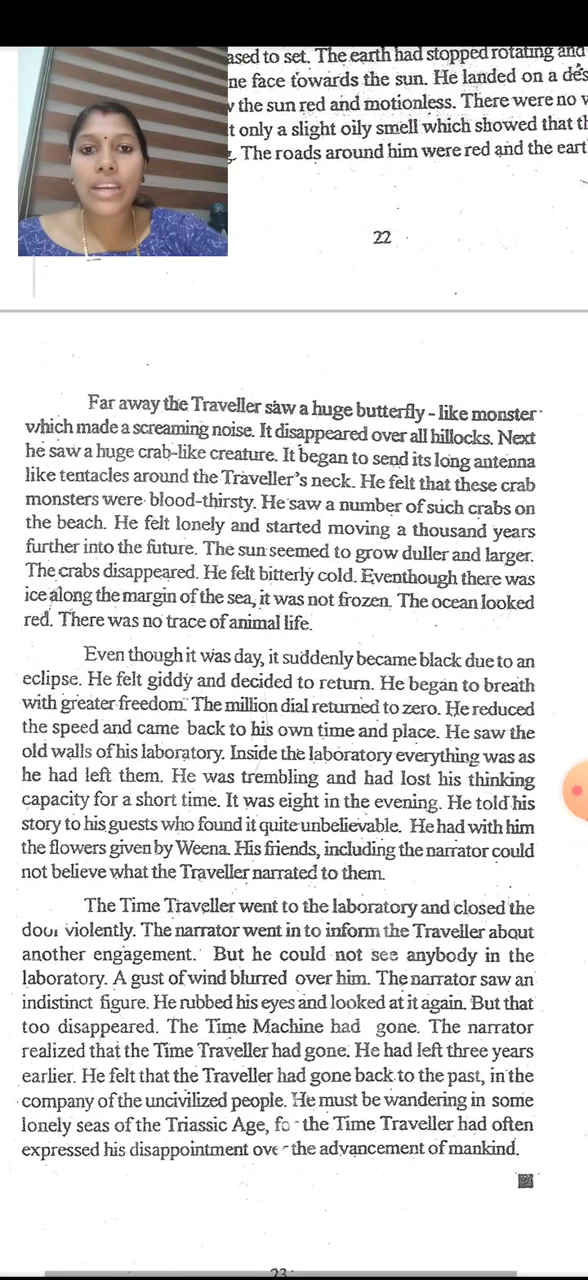 ased to set. The earth had stopped rotating and
ne face towards the sun. He landed on a des
the sun red and motionless. There were no
t only a slight oily smell which showed that th
The roads around him were red and the eart
22
Far away the Traveller saw a huge butterfly - like monster
which made a screaming noise. It disappeared over all hillocks. Next
he saw a huge crab-like creature. It began to send its long antenna
like tentacles around the Traveller's neck. He felt that these crab
monsters were blood-thirsty. He saw a number of such crabs on
the beach. He felt lonely and started moving a thousand years
further into the future. The sun seemed to grow duller and larger.
The crabs disappeared. He felt bitterly cold. Eventhough there was
ice along the margin of the sea, it was not frozen. The ocean looked
red. There was no trace of animal life.
Even though it was day, it suddenly became black due to an
eclipse. He felt giddy and decided to return. He began to breath
with greater freedom. The million dial returned to zero. He reduced
the speed and came back to his own time and place. He saw the
old walls of his laboratory. Inside the laboratory everything was as
he had left them. He was trembling and had lost his thinking
capacity for a short time. It was eight in the evening. He told his
story to his guests who found it quite unbelievable. He had with him
the flowers given by Weena. His friends, including the narrator could
not believe what the Traveller narrated to them.
The Time Traveller went to the laboratory and closed the
door violently. The narrator went in to inform the Traveller about
another engagement. But he could not see anybody in the
laboratory. A gust of wind blurred over him. The narrator saw an
indistinct figure. He rubbed his eyes and looked at it again. But that
too disappeared. The Time Machine had gone. The narrator
realized that the Time Traveller had gone. He had left three years
earlier. He felt that the Traveller had gone back to the past, in the
company of the uncivilized people. He must be wandering in some
lonely seas of the Triassic Age, for the Time Traveller had often
expressed his disappointment over the advancement of mankind.
23